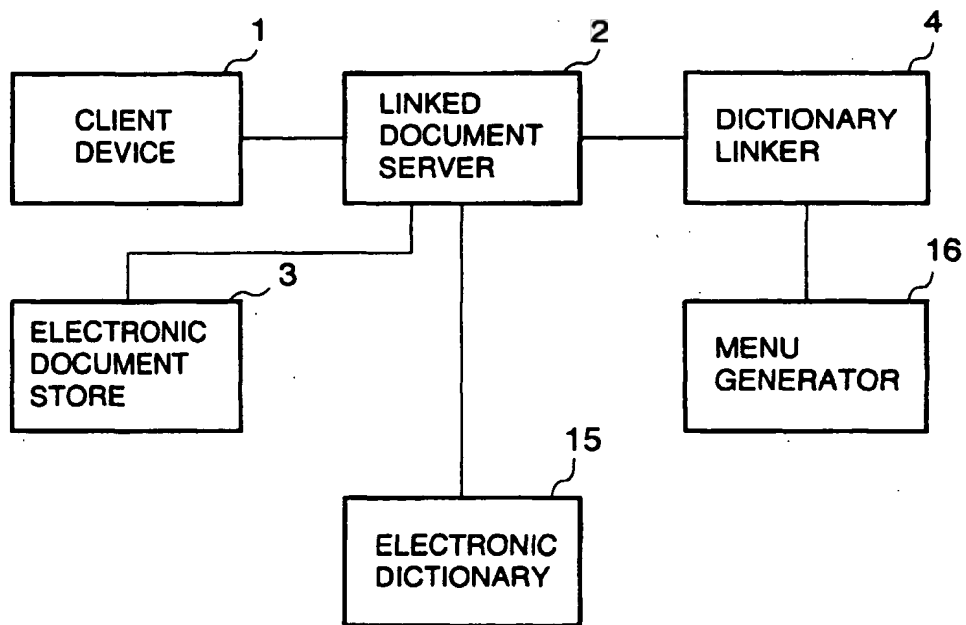 1
2
4
CLIENT
DEVICE
LINKED
DOCUMENT
SERVER
DICTIONARY
LINKER
3
16
ELECTRONIC
DOCUMENT
STORE
MENU
GENERATOR
15
ELECTRONIC
DICTIONARY